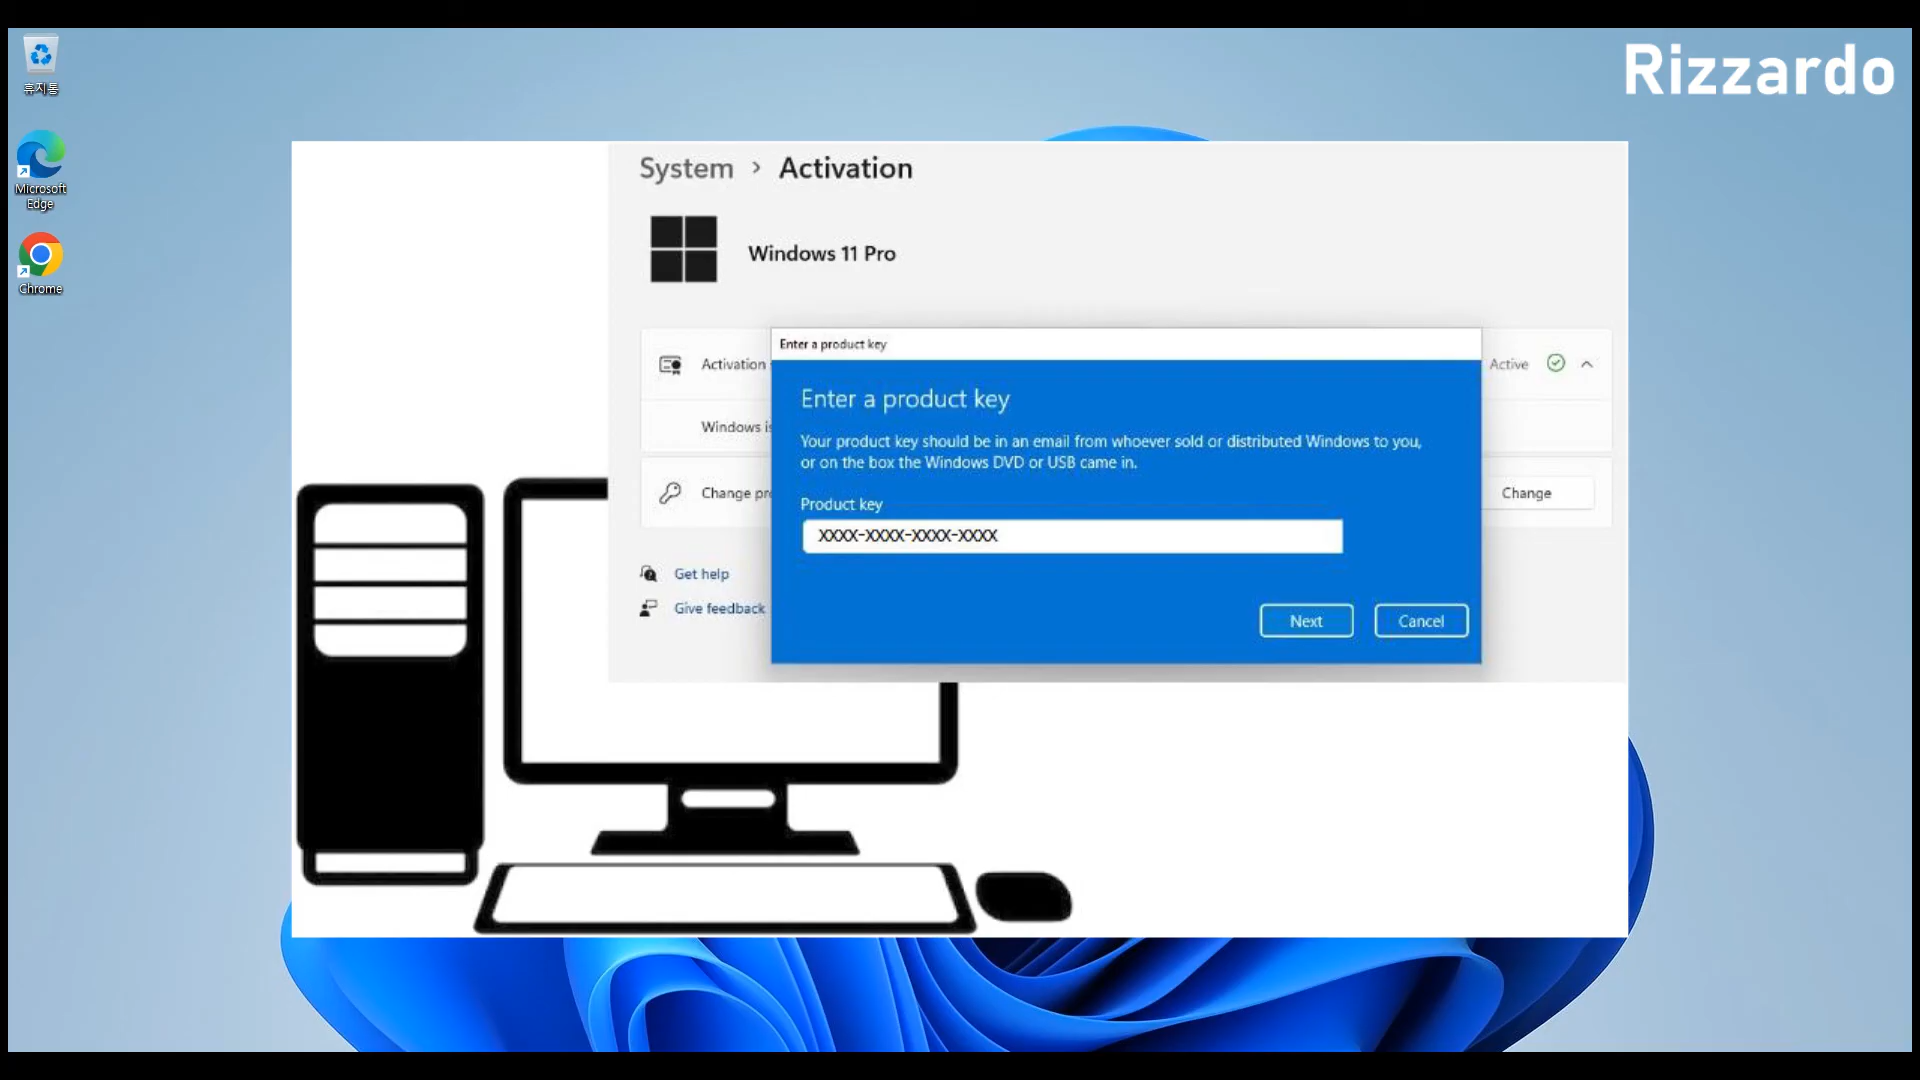 Rizzardo
휴지통
Microsoft
Edge
Chrome
System > Activation
Windows 11 Pro
Activation
Active
Windows is
Change pr
Change
Get help
Give feedback
Enter a product key
Enter a product key
Your product key should be in an email from whoever sold or distributed Windows to you,
or on the box the Windows DVD or USB came in.
Product key
XXXX-XXXX-XXXX-XXXX
Next
Cancel